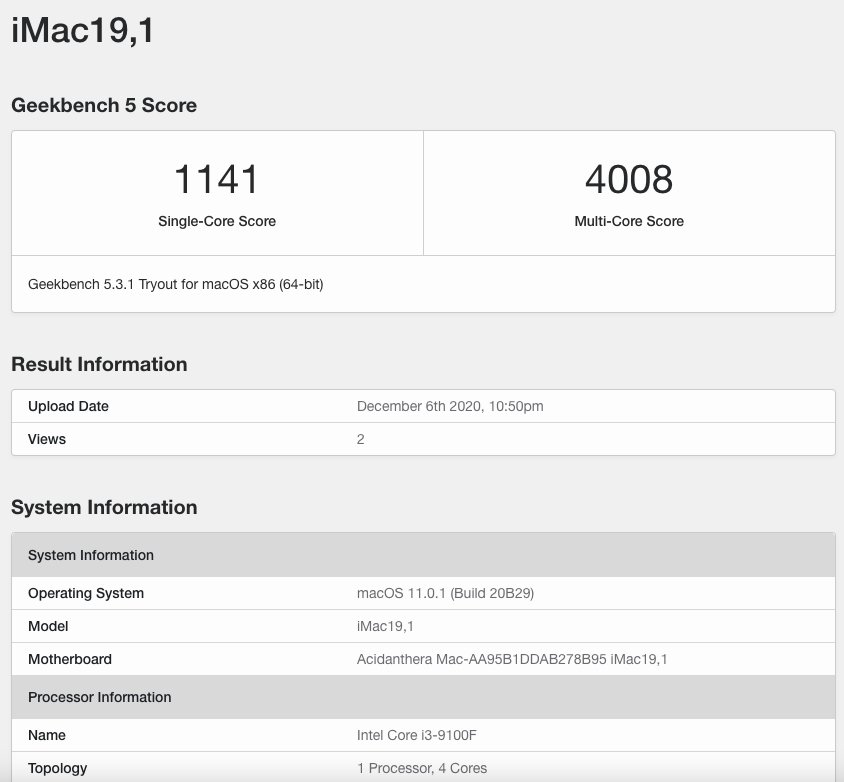 iMac19,1
Geekbench 5 Score
1141
Single-Core Score
4008
Multi-Core Score
Geekbench 5.3.1 Tryout for macOS x86 (64-bit)
Result Information
Upload Date December 6th 2020, 10:50pm
Views 2
System Information
System Information
Operating System macOS 11.0.1 (Build 20B29)
Model iMac19,1
Motherboard Acidanthera Mac-AA95B1DDAB278B95 iMac19,1
Processor Information
Name Intel Core i3-9100F
Topology 1 Processor, 4 Cores